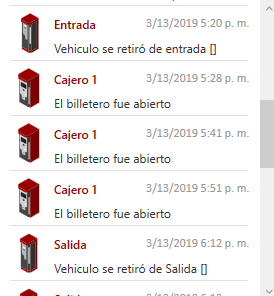 Entrada 3/13/2019 5:20 p. m.
Vehiculo se retiró de entrada []
Cajero 1 3/13/2019 5:28 p. m.
El billetero fue abierto
Cajero 1 3/13/2019 5:41 p. m.
El billetero fue abierto
Cajero 1 3/13/2019 5:51 p. m.
El billetero fue abierto
Salida 3/13/2019 6:12 p. m.
Vehiculo se retiró de Salida []